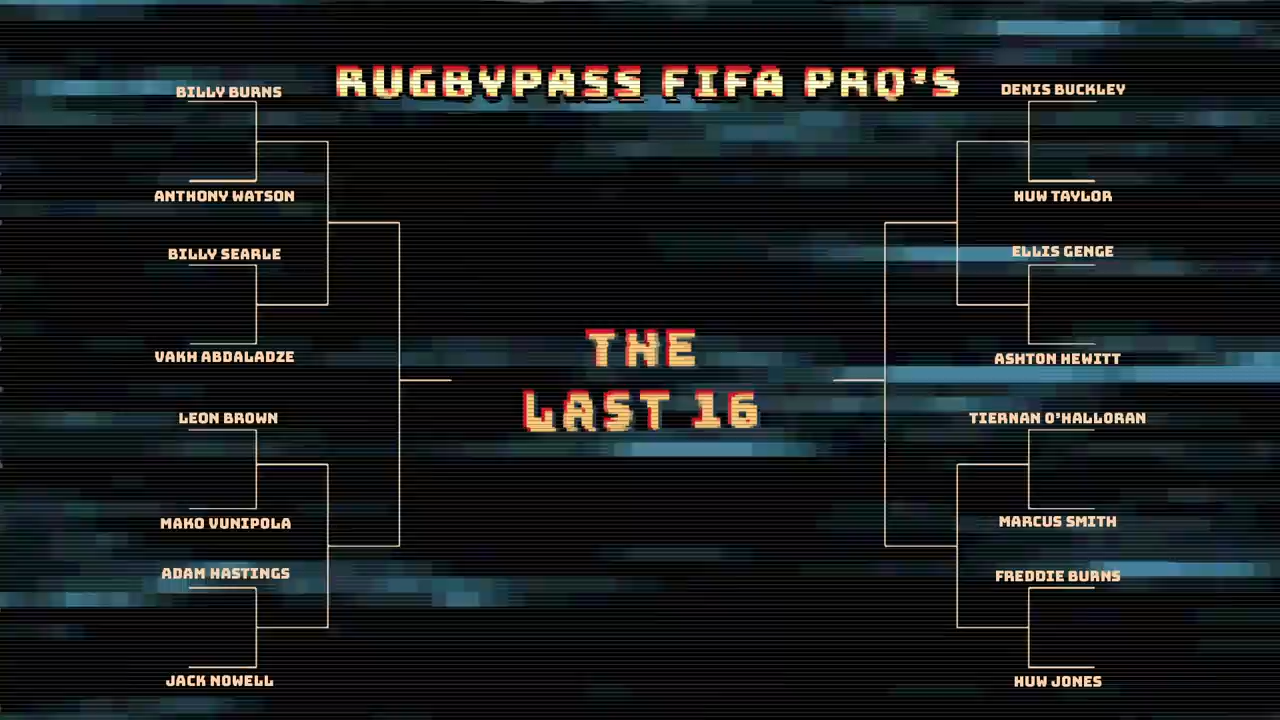 RUGBYPASS FIFA PRO'S
BILLY BURNS
ANTHONY WATSON
BILLY SEARLE
VAKH ABDALADZE
LEON BROWN
MAKO VUNIPOLA
ADAM HASTINGS
JACK NOWELL
THE
LAST 16
DENIS BUCKLEY
HUW TAYLOR
ELLIS GENGE
ASHTON HEWITT
TIERNAN O'HALLORAN
MARCUS SMITH
FREDDIE BURNS
HUW JONES